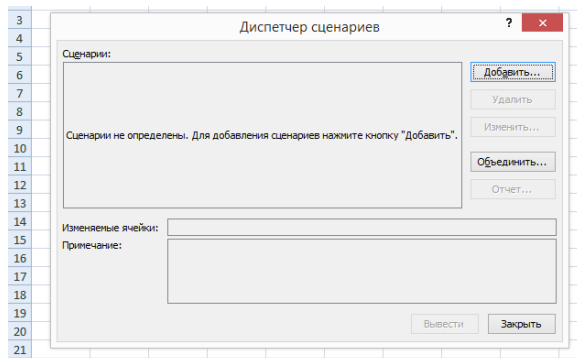 Диспетчер сценариев
?
×
3
4
5
6
7
8
9
10
11
12
13
14
15
16
17
18
19
20
21
Сценарии:
Сценарии не определены. Для добавления сценариев нажмите кнопку "Добавить".
Добавить...
Удалить
Изменить...
Объединить...
Отчет...
Изменяемые ячейки:
Примечание:
Вывести
Закрыть